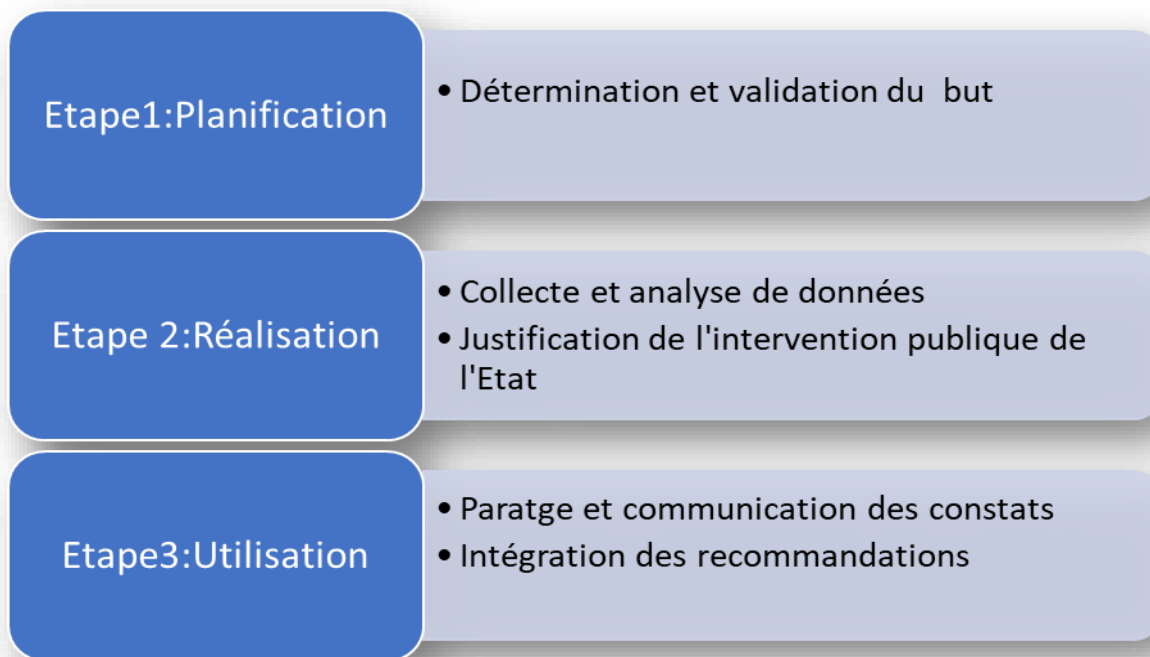 Etape1:Planification
• Détermination et validation du but
Etape 2:Réalisation
• Collecte et analyse de données
• Justification de l'intervention publique de
l'Etat
Etape3:Utilisation
• Paratge et communication des constats
• Intégration des recommandations